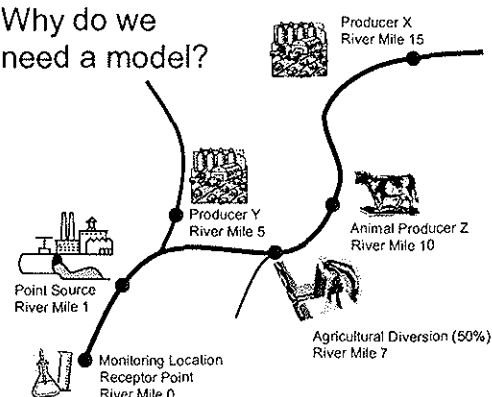 Why do we
need a model?
Producer X
River Mile 15
Producer Y
River Mile 5
Animal Producer Z
River Mile 10
Point Source
River Mile 1
Agricultural Diversion (50%)
River Mile 7
Monitoring Location
Receptor Point
River Mile 0